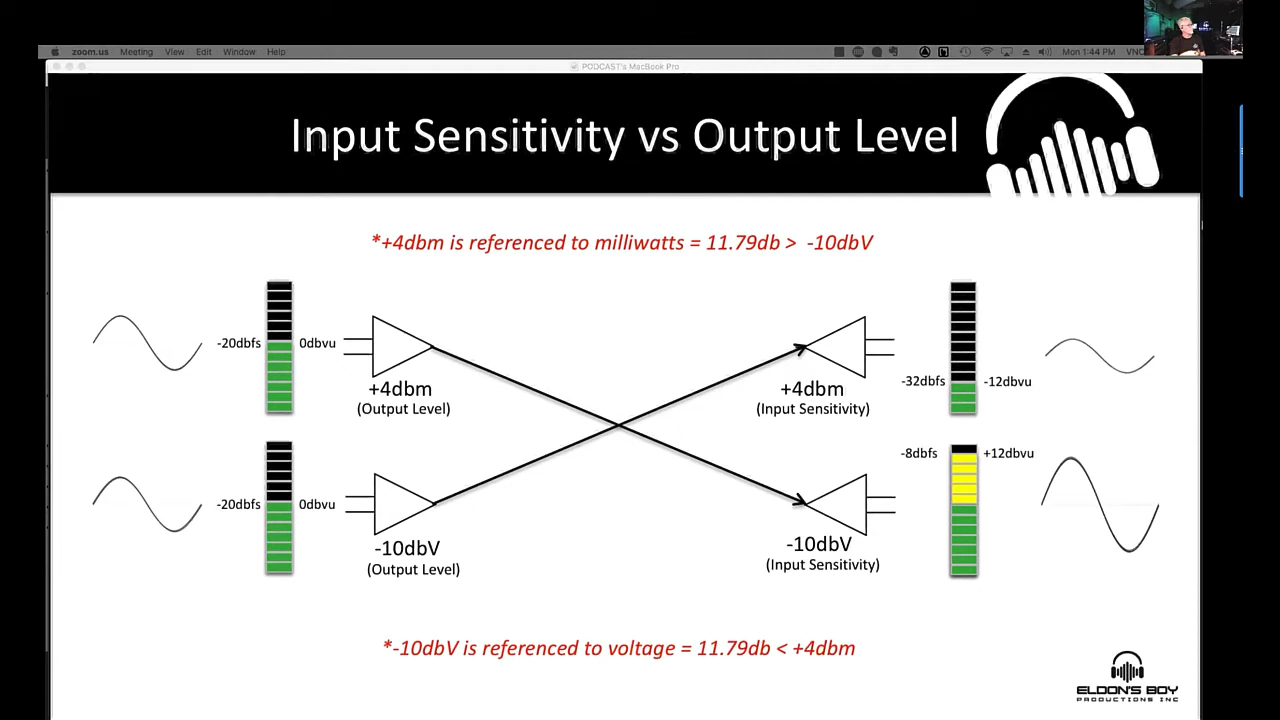 zoom.us Meeting View Edit Window Help Mon 1:44 PM VNC
PODCAST's MacBook Pro
Input Sensitivity vs Output Level
*+4dbm is referenced to milliwatts = 11.79db > -10dbV
-20dbfs 0dbvu
+4dbm
(Output Level)
+4dbm
(Input Sensitivity)
-32dbfs -12dbvu
-20dbfs 0dbvu
-10dbV
(Output Level)
-8dbfs +12dbvu
-10dbV
(Input Sensitivity)
*-10dbV is referenced to voltage = 11.79db < +4dbm
ELDON'S BOY
PRODUCTIONS INC